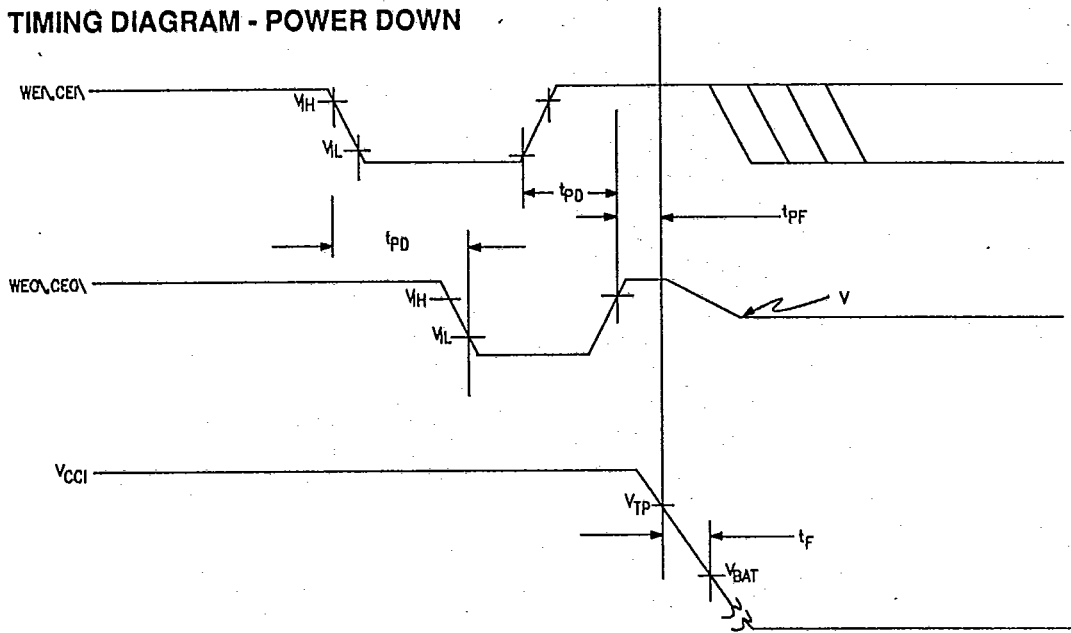 TIMING DIAGRAM - POWER DOWN
WEI\,CEI\
VIH
VIL
tPD
tPF
tPD
WEO\,CEO\
VIH
VIL
V
VCCI
VTP
tF
VBAT